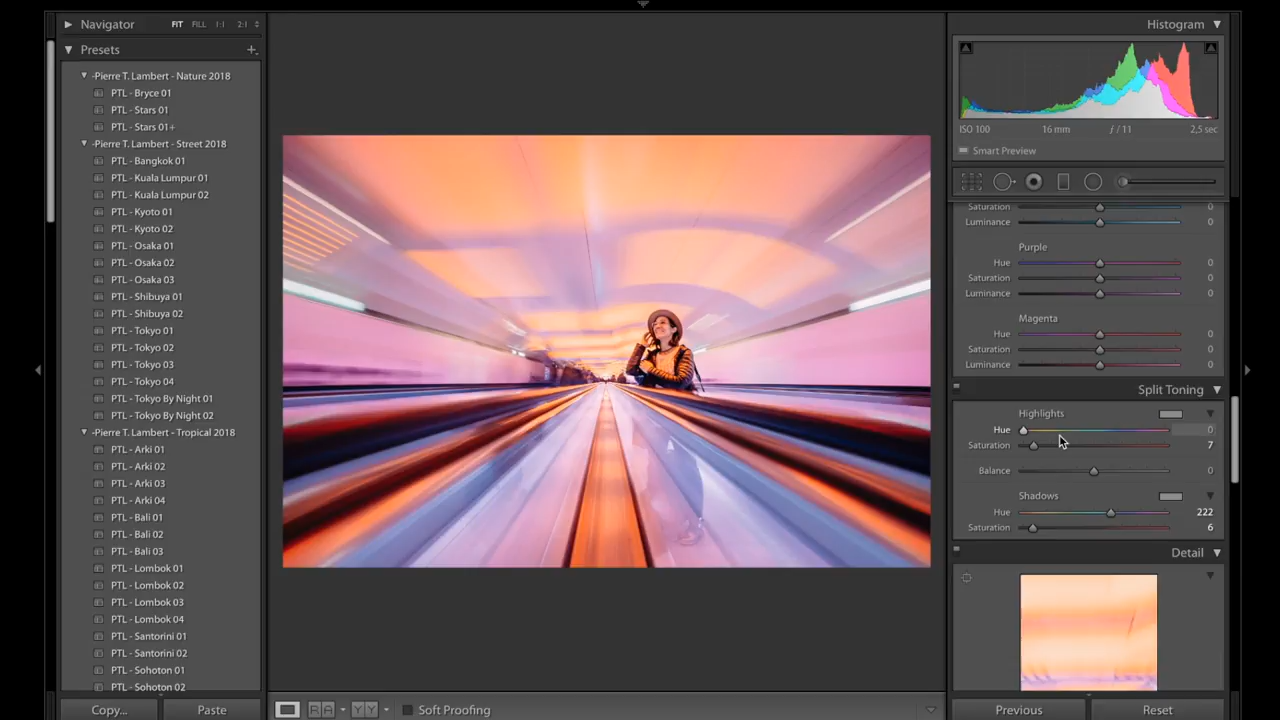 Navigator FIT FILL 1:1 2:1
Presets
-Pierre T. Lambert - Nature 2018
PTL - Bryce 01
PTL - Stars 01
PTL - Stars 01+
-Pierre T. Lambert - Street 2018
PTL - Bangkok 01
PTL - Kuala Lumpur 01
PTL - Kuala Lumpur 02
PTL - Kyoto 01
PTL - Kyoto 02
PTL - Osaka 01
PTL - Osaka 02
PTL - Osaka 03
PTL - Shibuya 01
PTL - Shibuya 02
PTL - Tokyo 01
PTL - Tokyo 02
PTL - Tokyo 03
PTL - Tokyo 04
PTL - Tokyo By Night 01
PTL - Tokyo By Night 02
-Pierre T. Lambert - Tropical 2018
PTL - Arki 01
PTL - Arki 02
PTL - Arki 03
PTL - Arki 04
PTL - Bali 01
PTL - Bali 02
PTL - Bali 03
PTL - Lombok 01
PTL - Lombok 02
PTL - Lombok 03
PTL - Lombok 04
PTL - Santorini 01
PTL - Santorini 02
PTL - Sohoton 01
PTL - Sohoton 02
Copy... Paste
RA YY Soft Proofing
Histogram
ISO 100 16 mm ƒ / 11 2,5 sec
Smart Preview
Saturation 0
Luminance 0
Purple
Hue 0
Saturation 0
Luminance 0
Magenta
Hue 0
Saturation 0
Luminance 0
Split Toning
Highlights
Hue 0
Saturation 7
Balance 0
Shadows
Hue 222
Saturation 6
Detail
Previous Reset